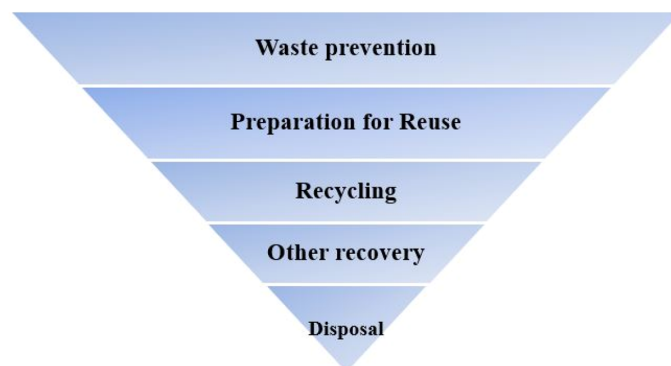 Waste prevention
Preparation for Reuse
Recycling
Other recovery
Disposal